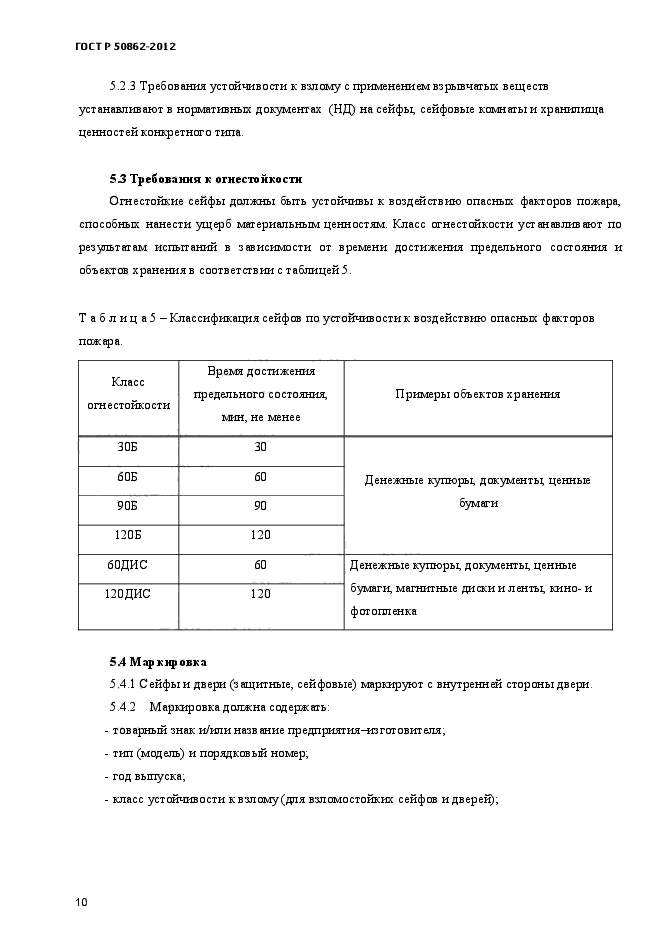 ГОСТ Р 50862-2012
5.2.3 Требования устойчивости к взлому с применением взрывчатых веществ
устанавливают в нормативных документах (НД) на сейфы, сейфовые комнаты и хранилища
ценностей конкретного типа.
5.3 Требования к огнестойкости
Огнестойкие сейфы должны быть устойчивы к воздействию опасных факторов пожара,
способных нанести ущерб материальным ценностям. Класс огнестойкости устанавливают по
результатам испытаний в зависимости от времени достижения предельного состояния и
объектов хранения в соответствии с таблицей 5.
Т а б л и ц а 5 – Классификация сейфов по устойчивости к воздействию опасных факторов
пожара.
Класс
огнестойкости
Время достижения
предельного состояния,
мин, не менее
Примеры объектов хранения
30Б 30
60Б 60
90Б 90
120Б 120
Денежные купюры, документы, ценные
бумаги
60ДИС 60
120ДИС 120
Денежные купюры, документы, ценные
бумаги, магнитные диски и ленты, кино- и
фотопленка
5.4 Маркировка
5.4.1 Сейфы и двери (защитные, сейфовые) маркируют с внутренней стороны двери.
5.4.2 Маркировка должна содержать:
- товарный знак и/или название предприятия–изготовителя;
- тип (модель) и порядковый номер;
- год выпуска;
- класс устойчивости к взлому (для взломостойких сейфов и дверей);
10